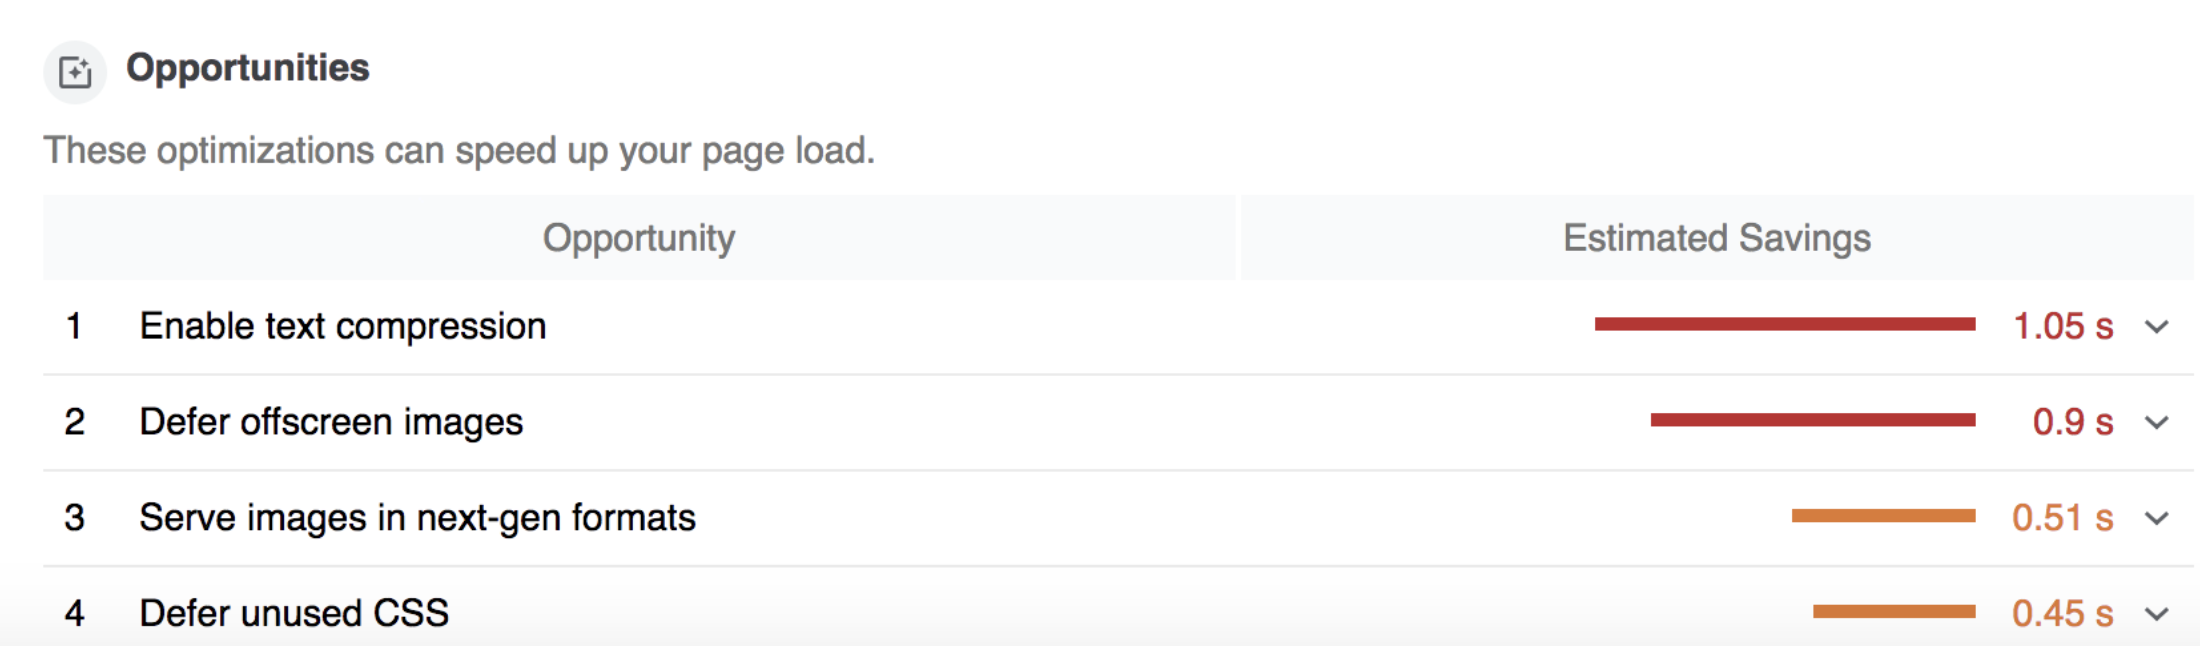 Opportunities
These optimizations can speed up your page load.
Opportunity Estimated Savings
1 Enable text compression 1.05 s
2 Defer offscreen images 0.9 s
3 Serve images in next-gen formats 0.51 s
4 Defer unused CSS 0.45 s